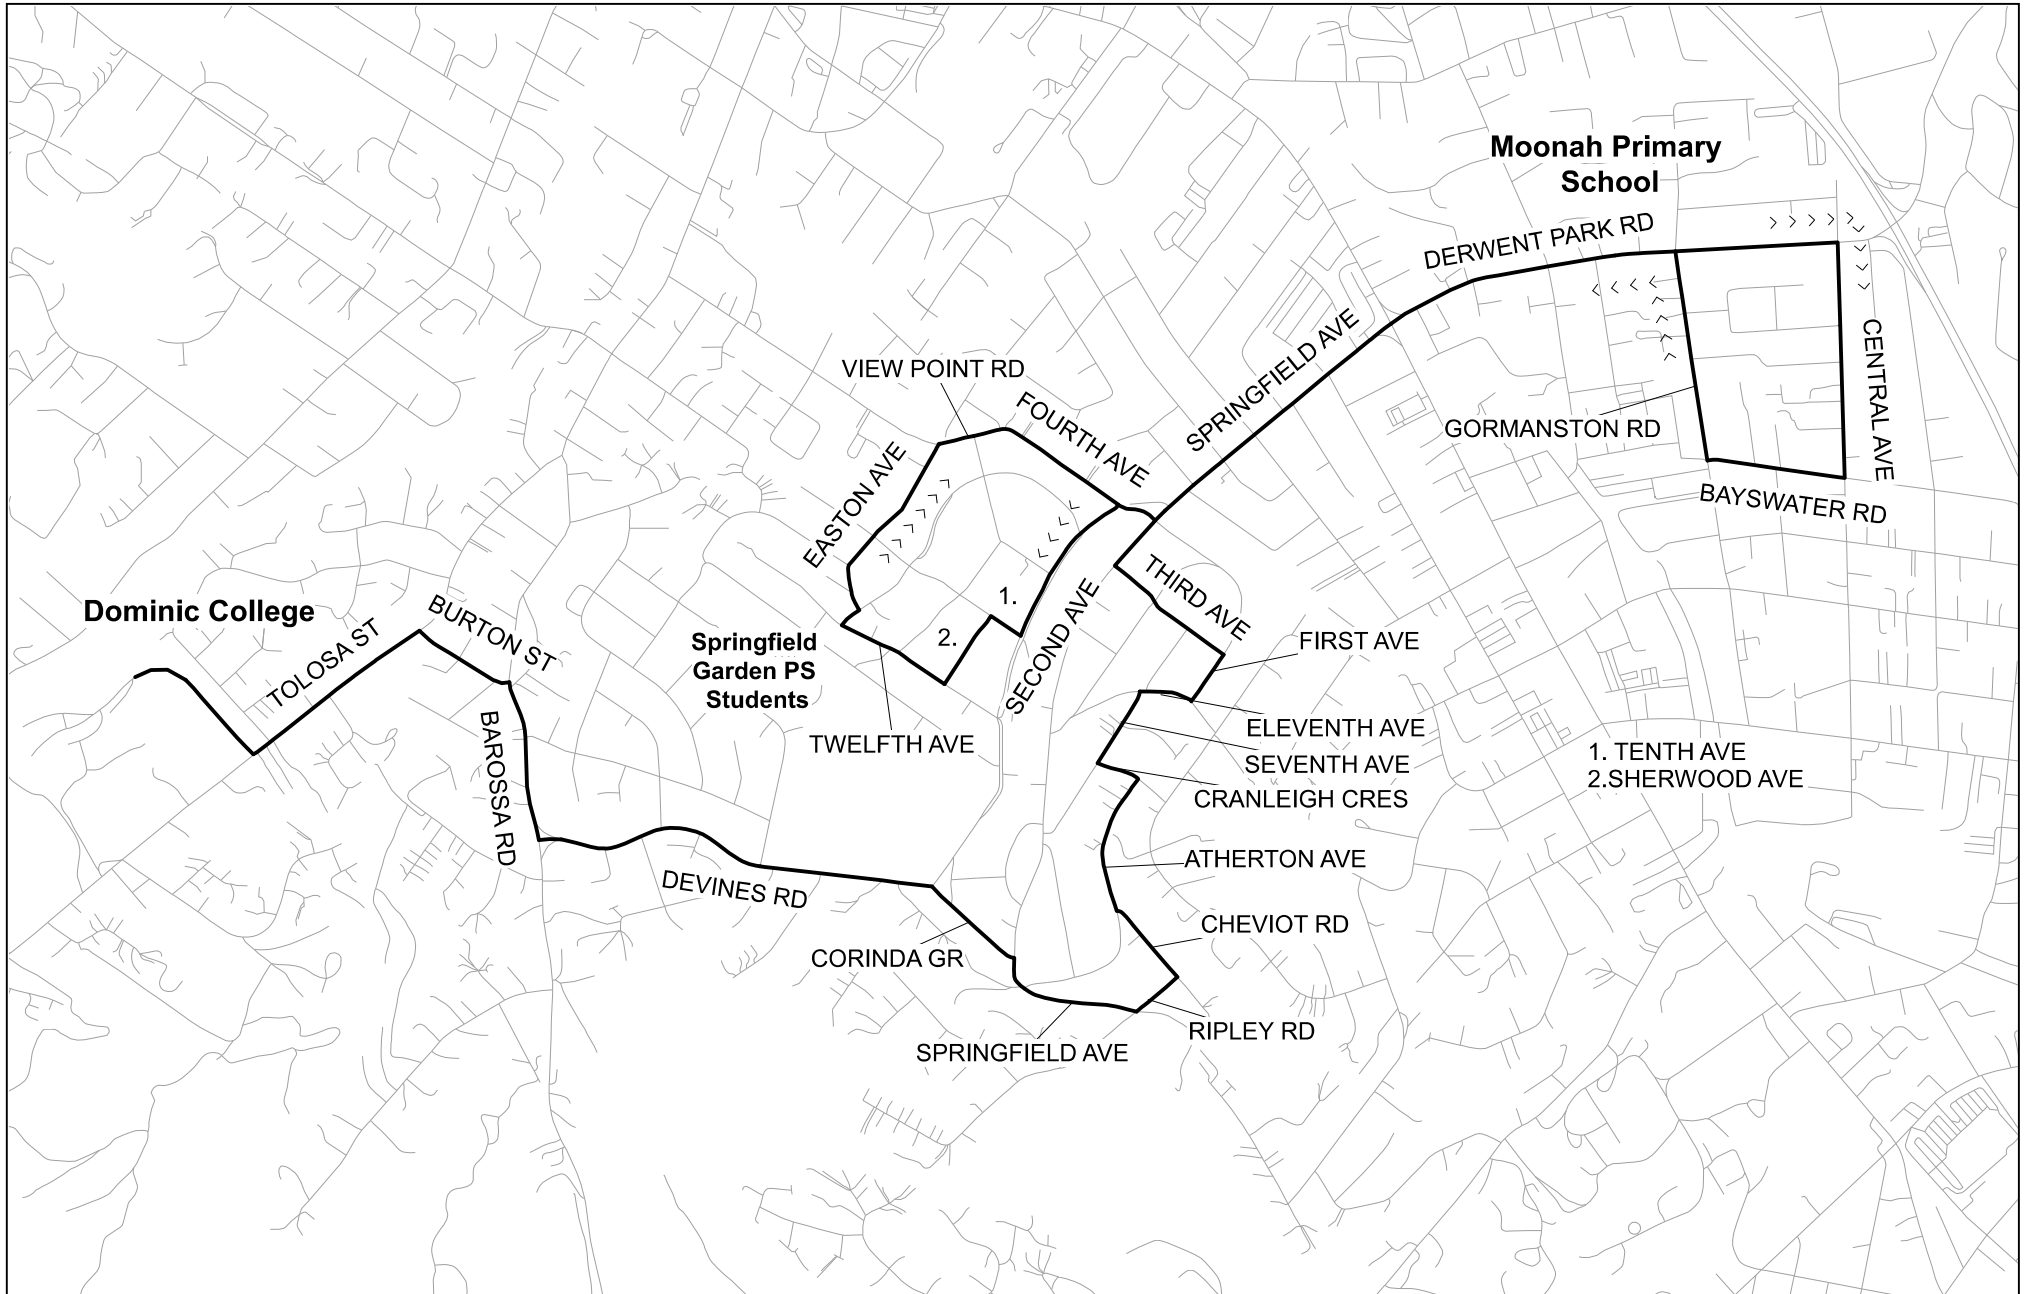 Moonah Primary
School
DERWENT PARK RD
SPRINGFIELD AVE
CENTRAL AVE
VIEW POINT RD
FOURTH AVE
GORMANSTON RD
BAYSWATER RD
EASTON AVE
THIRD AVE
Dominic College
BURTON ST
TOLOSA ST
1.
2.
Springfield
Garden PS
Students
SECOND AVE
FIRST AVE
TWELFTH AVE
ELEVENTH AVE
SEVENTH AVE
CRANLEIGH CRES
1. TENTH AVE
2.SHERWOOD AVE
BAROSSA RD
ATHERTON AVE
DEVINES RD
CHEVIOT RD
CORINDA GR
RIPLEY RD
SPRINGFIELD AVE